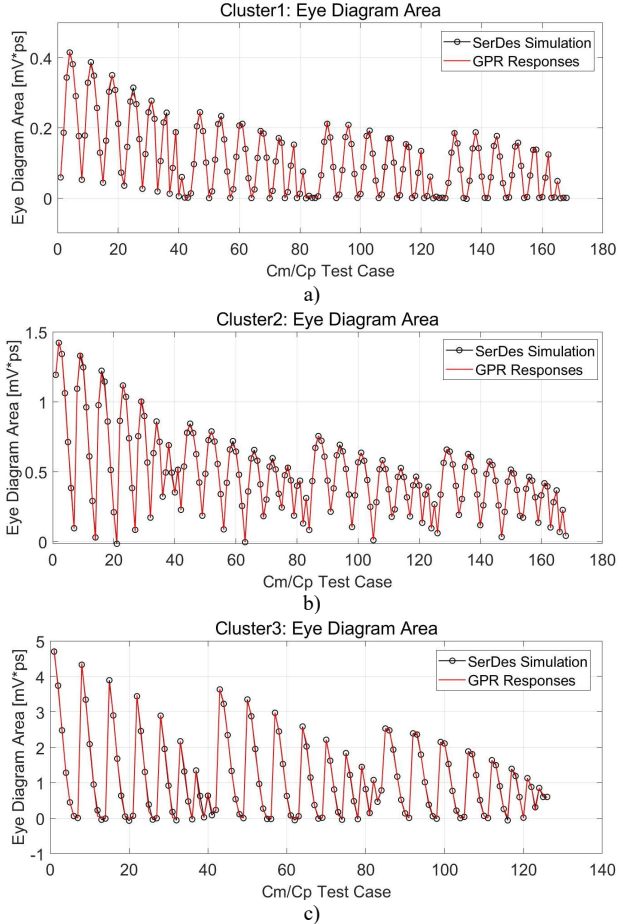 Cluster1: Eye Diagram Area
Eye Diagram Area [mV*ps]
0.4
0.2
0
SerDes Simulation
GPR Responses
0 20 40 60 80 100 120 140 160 180
Cm/Cp Test Case
a)
Cluster2: Eye Diagram Area
Eye Diagram Area [mV*ps]
1.5
1
0.5
0
SerDes Simulation
GPR Responses
0 20 40 60 80 100 120 140 160 180
Cm/Cp Test Case
b)
Cluster3: Eye Diagram Area
Eye Diagram Area [mV*ps]
5
4
3
2
1
0
-1
SerDes Simulation
GPR Responses
0 20 40 60 80 100 120 140
Cm/Cp Test Case
c)